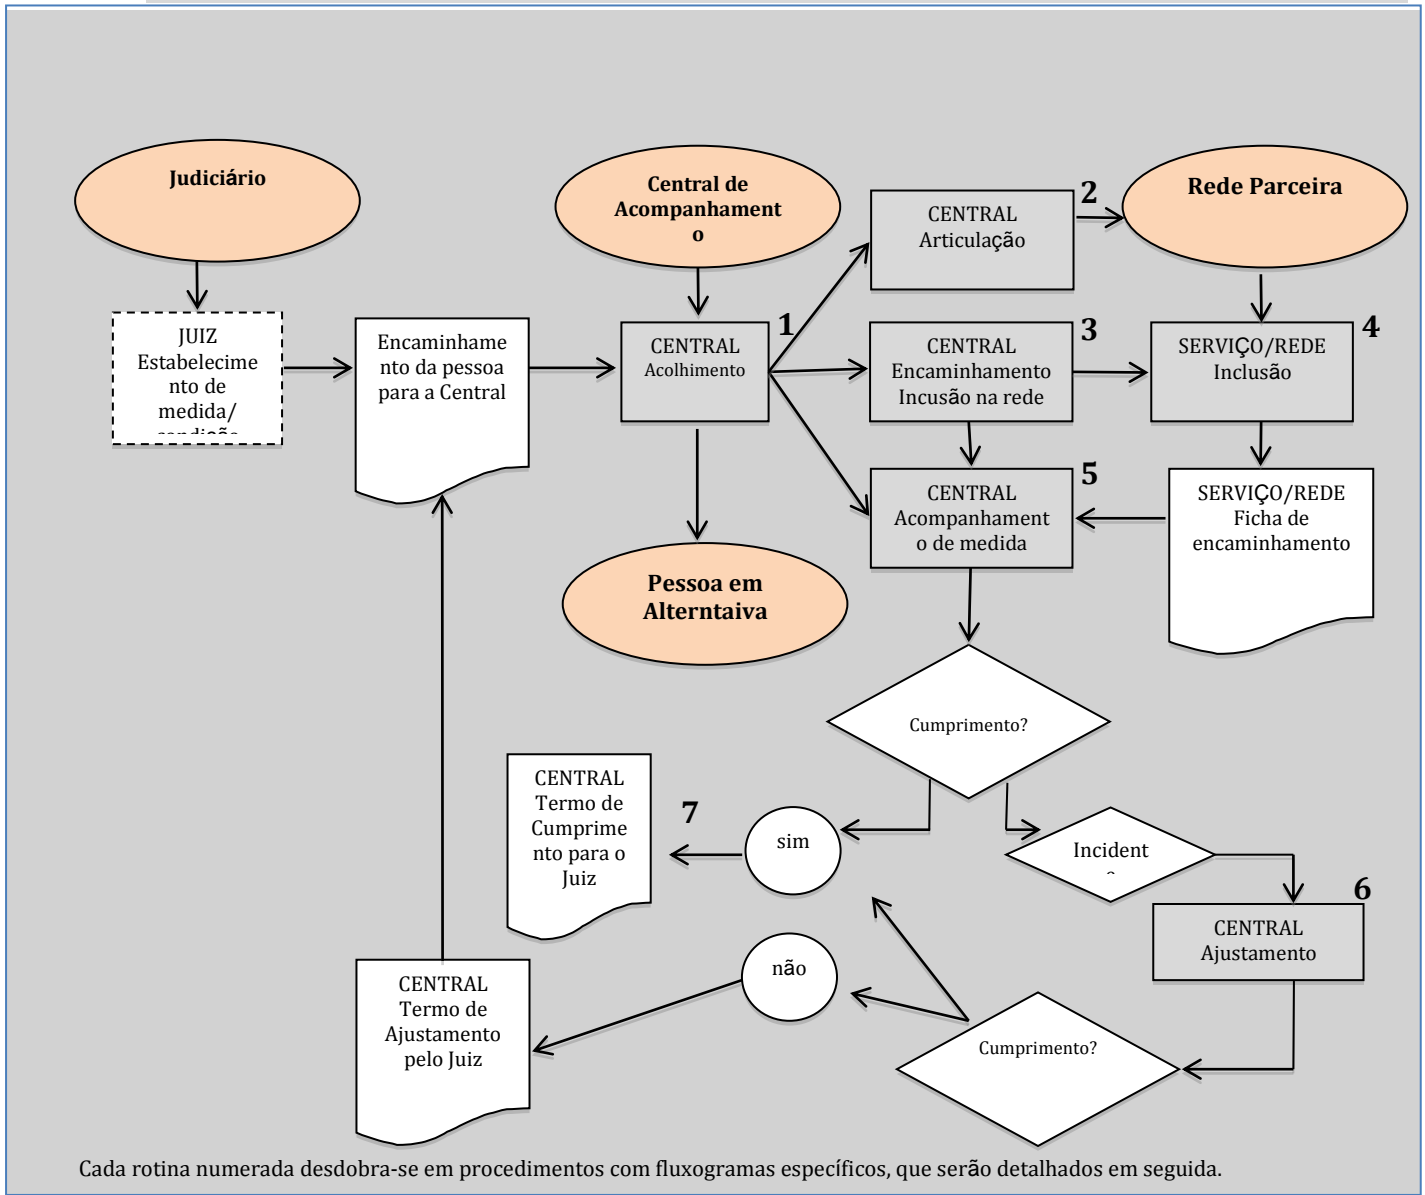 Judiciário
Central de
Acompanhament
o
Rede Parceira
CENTRAL
Articulação
2
JUIZ
Estabelecime
nto de
medida/
Encaminhame
nto da pessoa
para a Central
CENTRAL
Acolhimento
1
CENTRAL
Encaminhamento
Incusão na rede
3
SERVIÇO/REDE
Inclusão
4
CENTRAL
Acompanhament
o de medida
5
SERVIÇO/REDE
Ficha de
encaminhamento
Pessoa em
Alterntaiva
Cumprimento?
CENTRAL
Termo de
Cumprime
nto para o
Juiz
7
sim
Incident
6
CENTRAL
Ajustamento
não
CENTRAL
Termo de
Ajustamento
pelo Juiz
Cumprimento?
Cada rotina numerada desdobra-se em procedimentos com fluxogramas específicos, que serão detalhados em seguida.